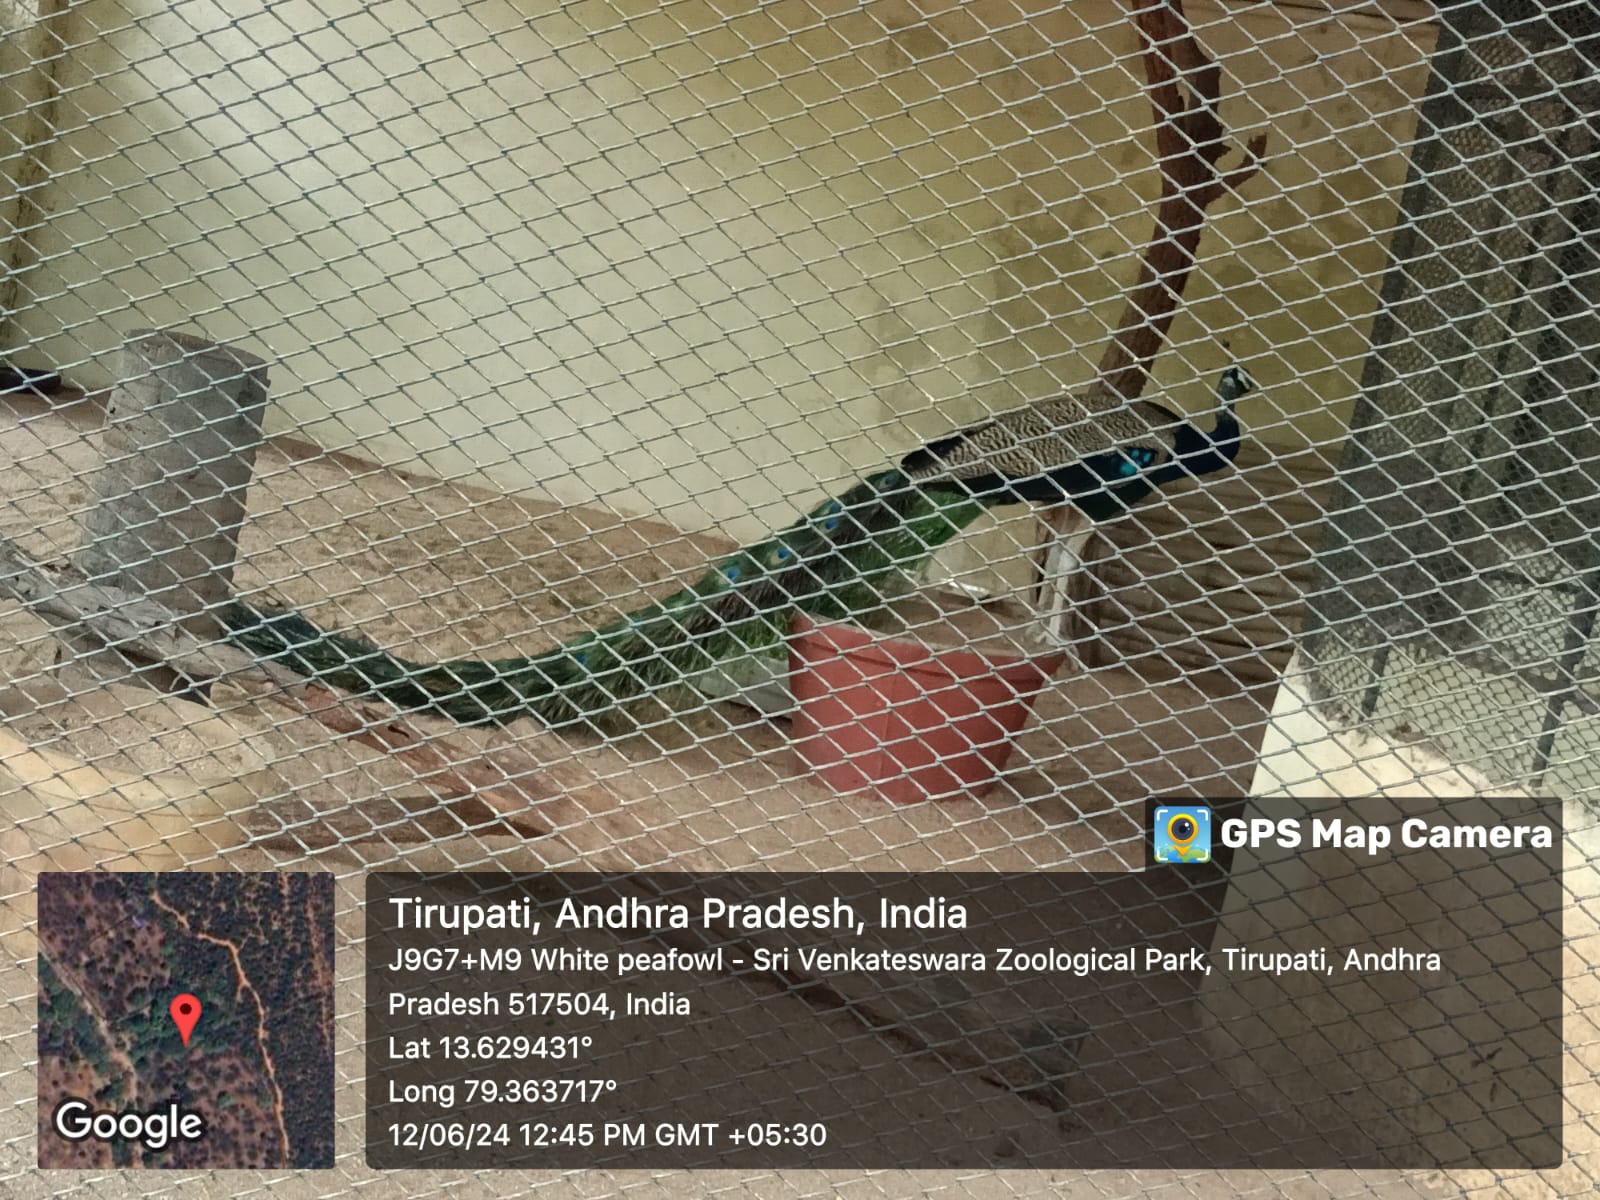 GPS Map Camera
Tirupati, Andhra Pradesh, India
J9G7+M9 White peafowl - Sri Venkateswara Zoological Park, Tirupati, Andhra
Pradesh 517504, India
Lat 13.629431°
Long 79.363717°
12/06/24 12:45 PM GMT +05:30
Google